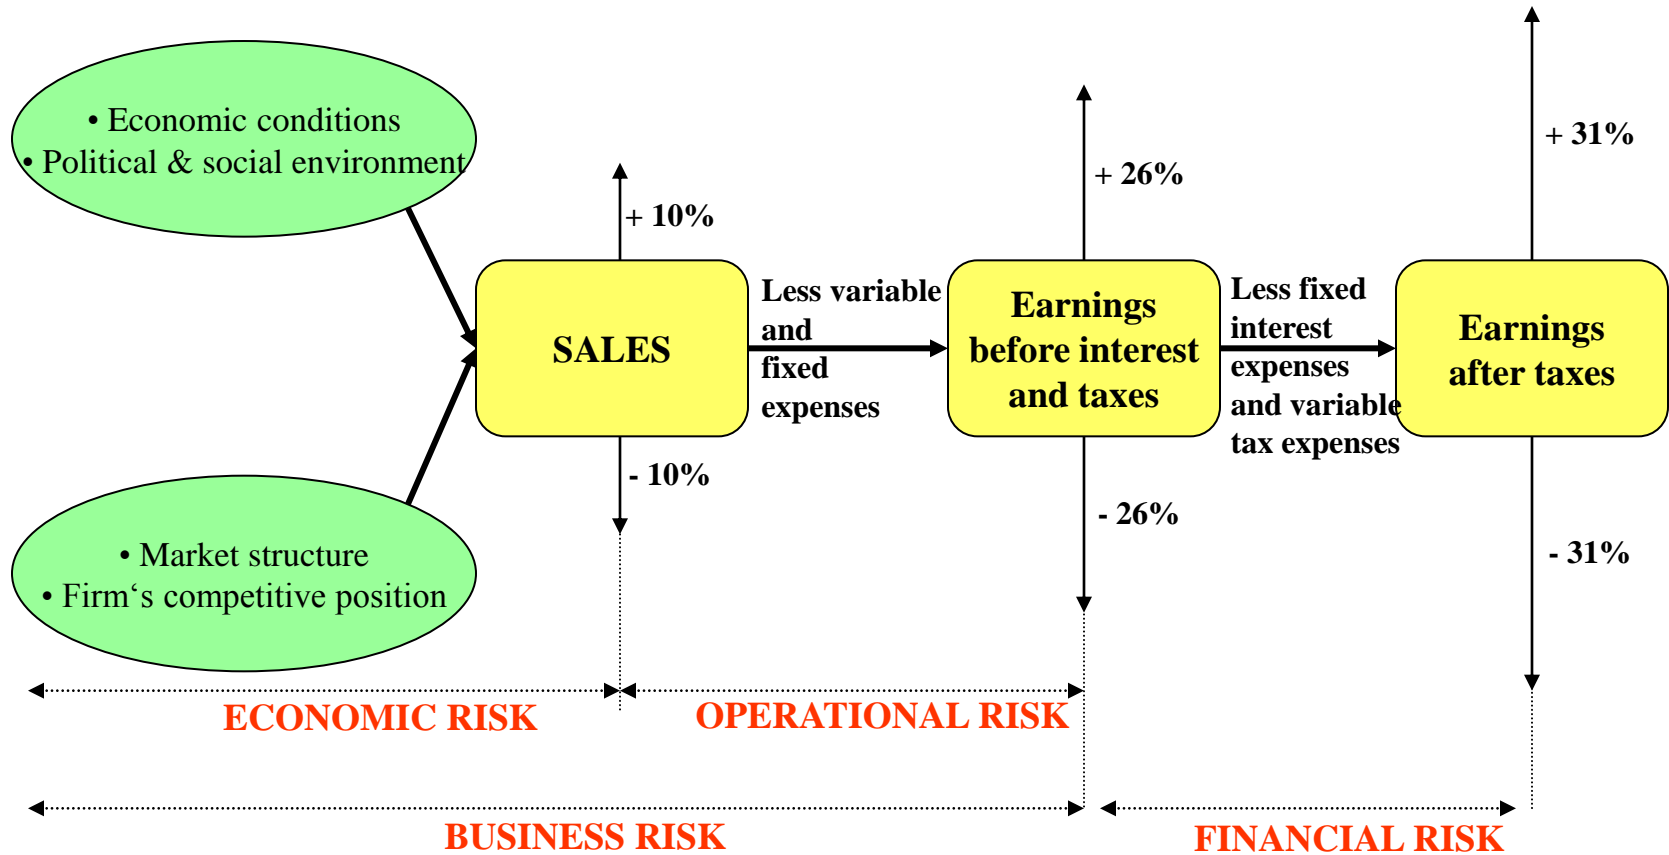 • Economic conditions
• Political & social environment
+ 10%
+ 26%
+ 31%
SALES
Less variable
and
fixed
expenses
Earnings
before interest
and taxes
Less fixed
interest
expenses
and variable
tax expenses
Earnings
after taxes
- 10%
- 26%
- 31%
• Market structure
• Firm‘s competitive position
ECONOMIC RISK
OPERATIONAL RISK
BUSINESS RISK
FINANCIAL RISK